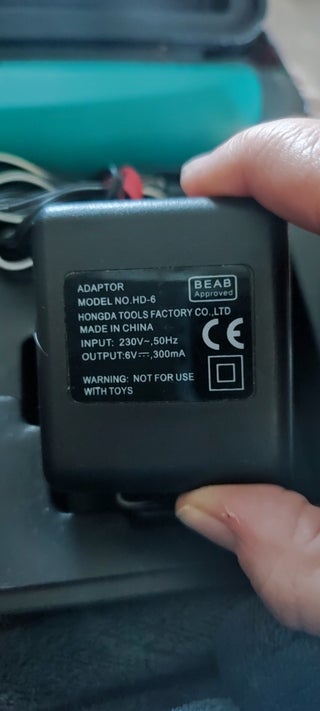 ADAPTOR
BEAB
Approved
MODEL NO.HD-6
HONGDA TOOLS FACTORY CO.,LTD
MADE IN CHINA
CE
INPUT: 230V~,50Hz
OUTPUT:6V⎓,300mA
WARNING: NOT FOR USE
WITH TOYS